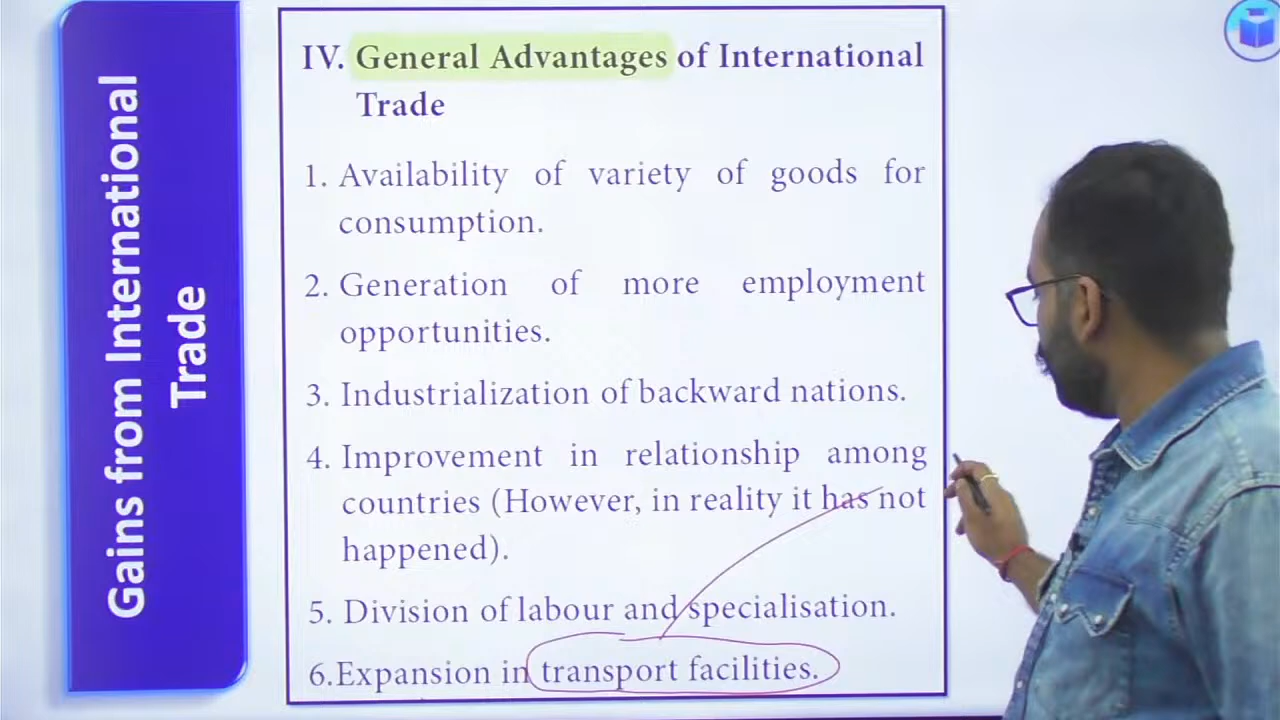 Gains from International
Trade
IV. General Advantages of International
Trade
1. Availability of variety of goods for
consumption.
2. Generation of more employment
opportunities.
3. Industrialization of backward nations.
4. Improvement in relationship among
countries (However, in reality it has not
happened).
5. Division of labour and specialisation.
6.Expansion in transport facilities.